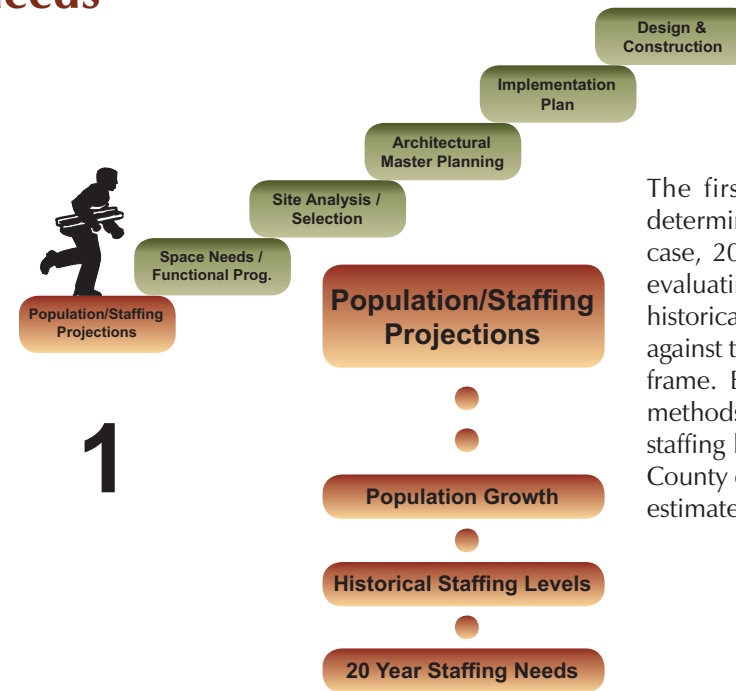 eeds
Design &
Construction
Implementation
Plan
Architectural
Master Planning
Site Analysis /
Selection
Space Needs /
Functional Prog.
Population/Staffing
Projections
1
Population/Staffing
Projections
Population Growth
Historical Staffing Levels
20 Year Staffing Needs
The firs
determin
case, 20
evaluatin
historica
against t
frame.
methods
staffing
County
estimate